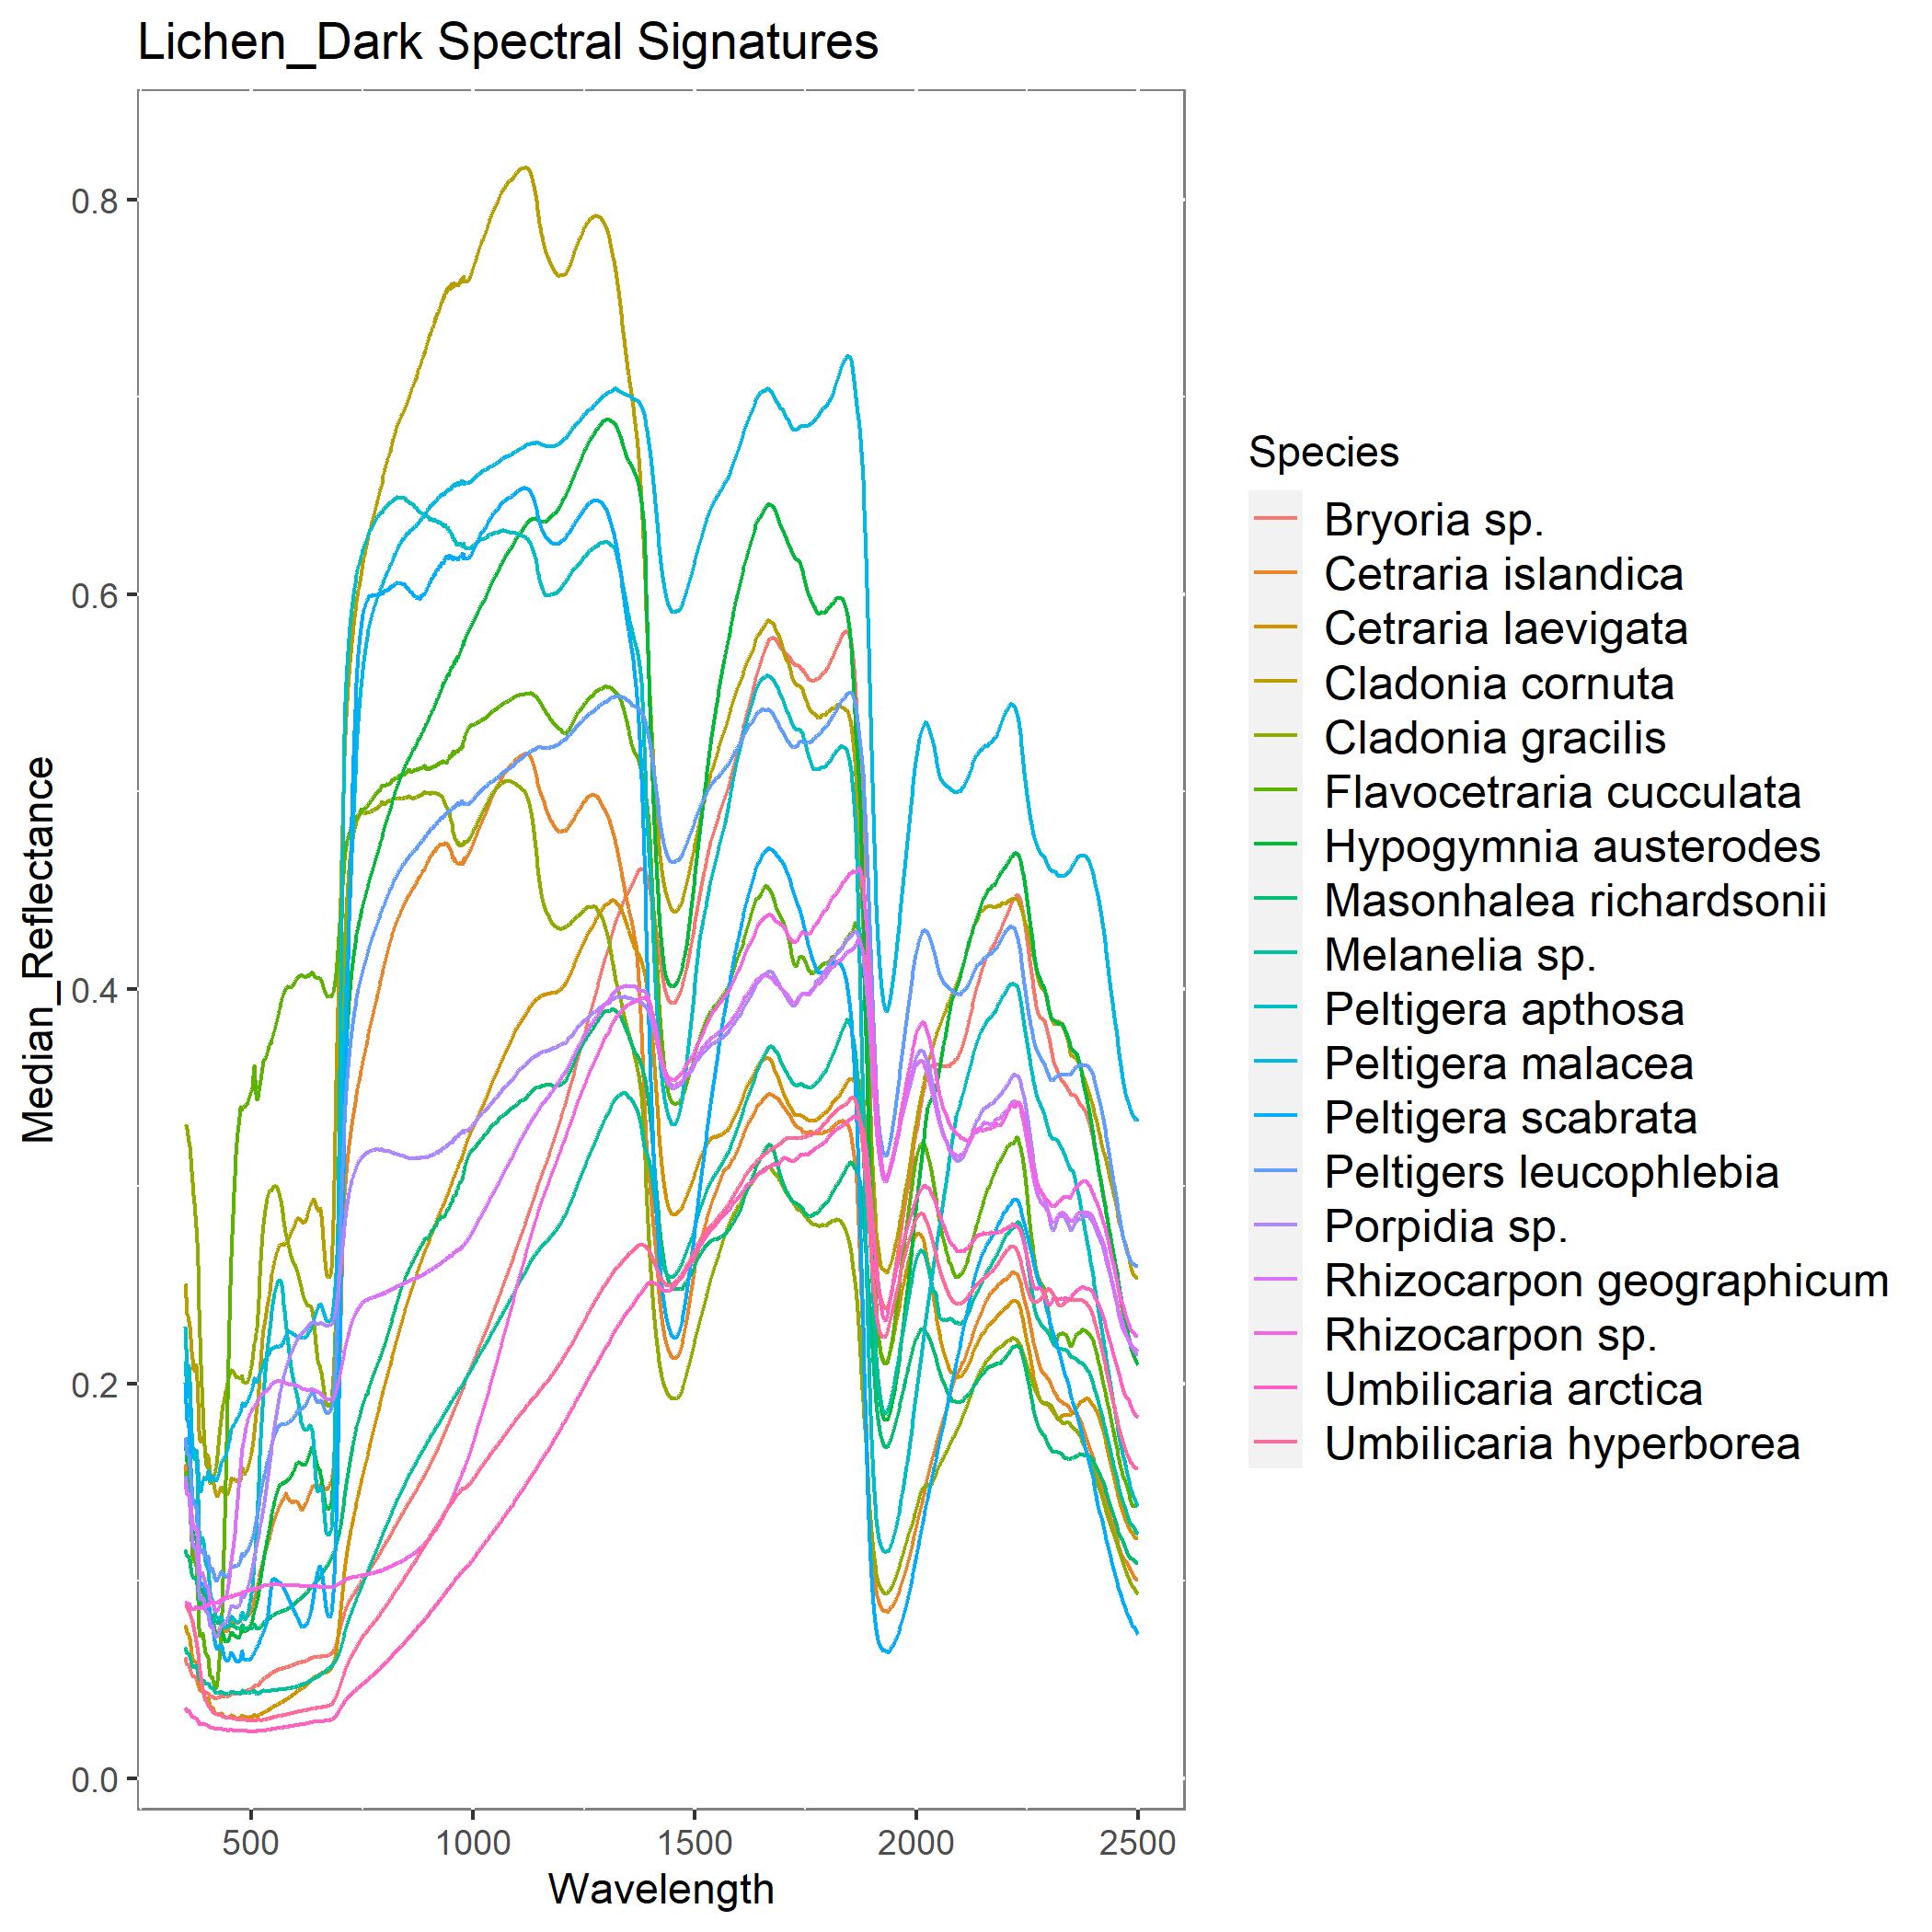 Lichen_Dark Spectral Signatures
Median_Reflectance
0.8
0.6
0.4
0.2
0.0
500 1000 1500 2000 2500
Wavelength
Species
Bryoria sp.
Cetraria islandica
Cetraria laevigata
Cladonia cornuta
Cladonia gracilis
Flavocetraria cucculata
Hypogymnia austerodes
Masonhalea richardsonii
Melanelia sp.
Peltigera apthosa
Peltigera malacea
Peltigera scabrata
Peltigers leucophlebia
Porpidia sp.
Rhizocarpon geographicum
Rhizocarpon sp.
Umbilicaria arctica
Umbilicaria hyperborea